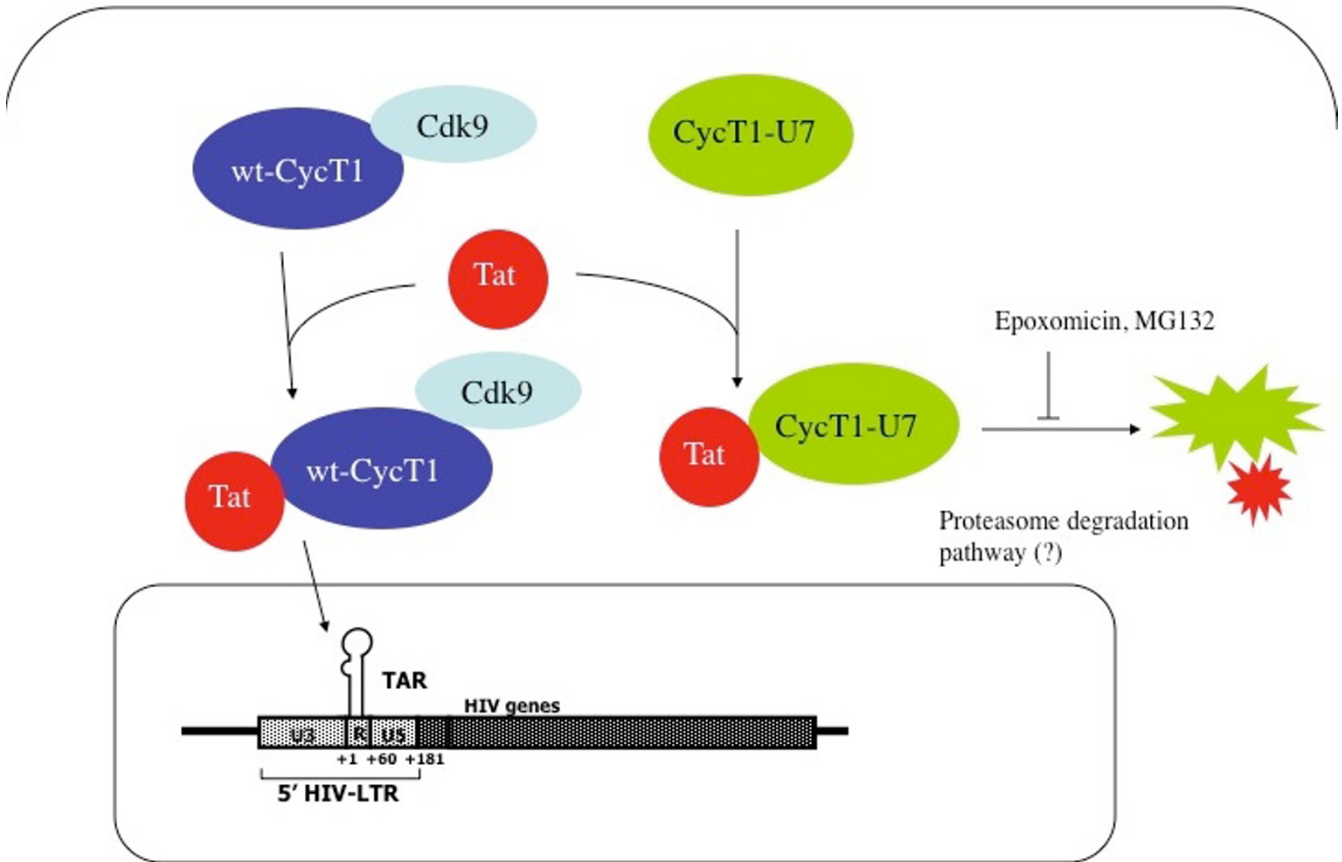 Cdk9
wt-CycT1
CycT1-U7
Tat
Epoxomicin, MG132
Cdk9
wt-CycT1
Tat
Tat
CycT1-U7
Proteasome degradation
pathway (?)
TAR
HIV genes
U3 R U5
+1 +60 +181
5’ HIV-LTR